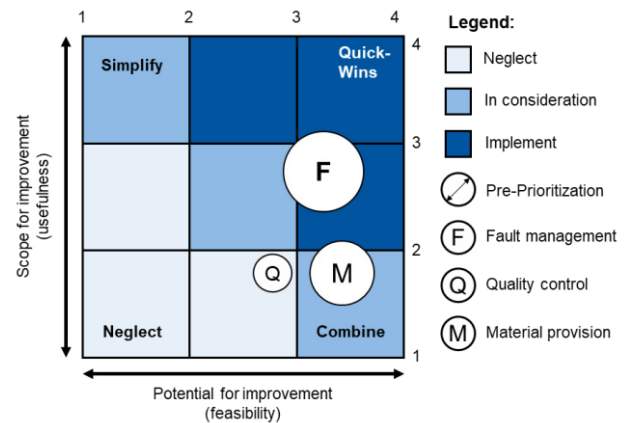 1 2 3 4
Simplify
Quick-
Wins
4
3
F
2
Q
M
Neglect
Combine
1
Scope for improvement
(usefulness)
Potential for improvement
(feasibility)
Legend:
Neglect
In consideration
Implement
Pre-Prioritization
F Fault management
Q Quality control
M Material provision